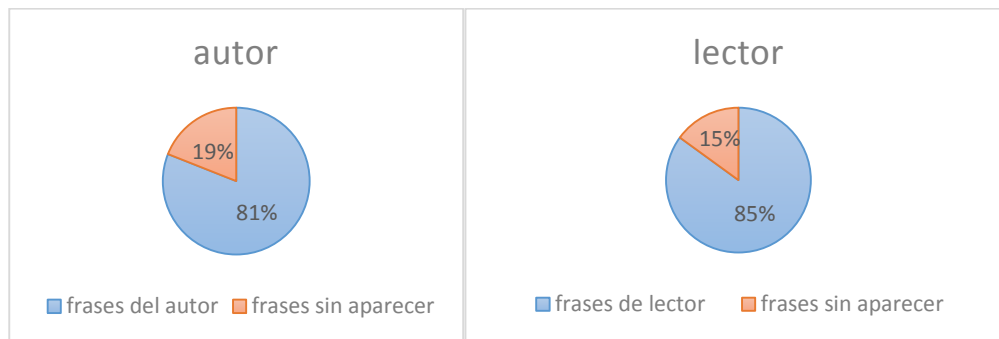 autor
19%
81%
frases del autor frases sin aparecer
lector
15%
85%
frases de lector frases sin aparecer